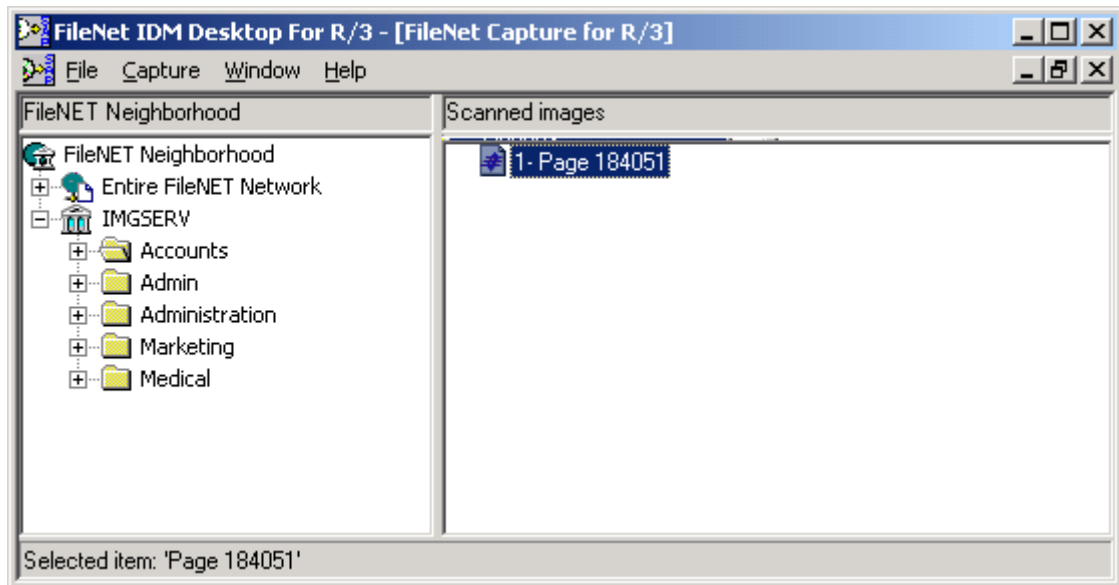 FileNet IDM Desktop For R/3 - [FileNet Capture for R/3]
File Capture Window Help
FileNET Neighborhood
Scanned images
FileNET Neighborhood
Entire FileNET Network
IMGSERV
Accounts
Admin
Administration
Marketing
Medical
1- Page 184051
Selected item: 'Page 184051'